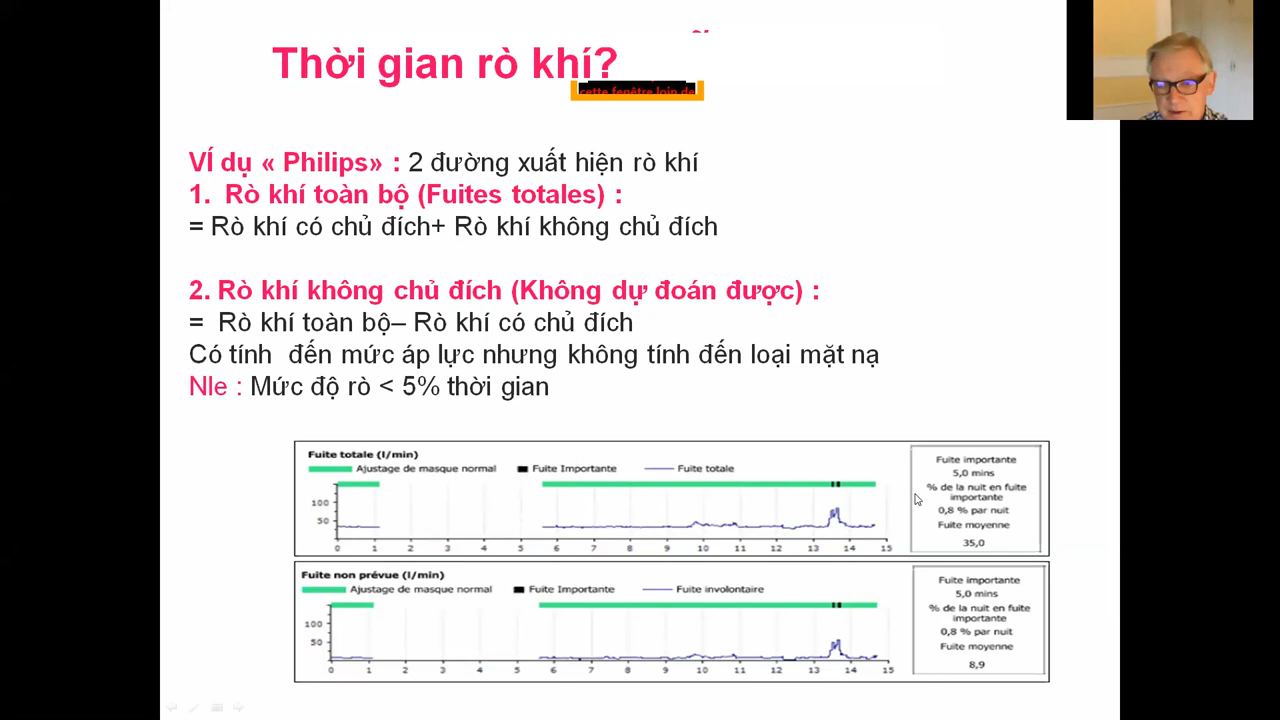 Thời gian rò khí?
cette fenêtre loin de
VÍ dụ « Philips» : 2 đường xuất hiện rò khí
1. Rò khí toàn bộ (Fuites totales) :
= Rò khí có chủ đích+ Rò khí không chủ đích
2. Rò khí không chủ đích (Không dự đoán được) :
= Rò khí toàn bộ– Rò khí có chủ đích
Có tính đến mức áp lực nhưng không tính đến loại mặt nạ
Nle : Mức độ rò < 5% thời gian
Fuite totale (l/min)
Ajustage de masque normal Fuite Importante Fuite totale
100
50
0 1 2 3 4 5 6 7 8 9 10 11 12 13 14 15
Fuite importante
5,0 mins
% de la nuit en fuite
importante
0,8 % par nuit
Fuite moyenne
35,0
Fuite non prévue (l/min)
Ajustage de masque normal Fuite Importante Fuite involontaire
100
50
0 1 2 3 4 5 6 7 8 9 10 11 12 13 14 15
Fuite importante
5,0 mins
% de la nuit en fuite
importante
0,8 % par nuit
Fuite moyenne
8,9